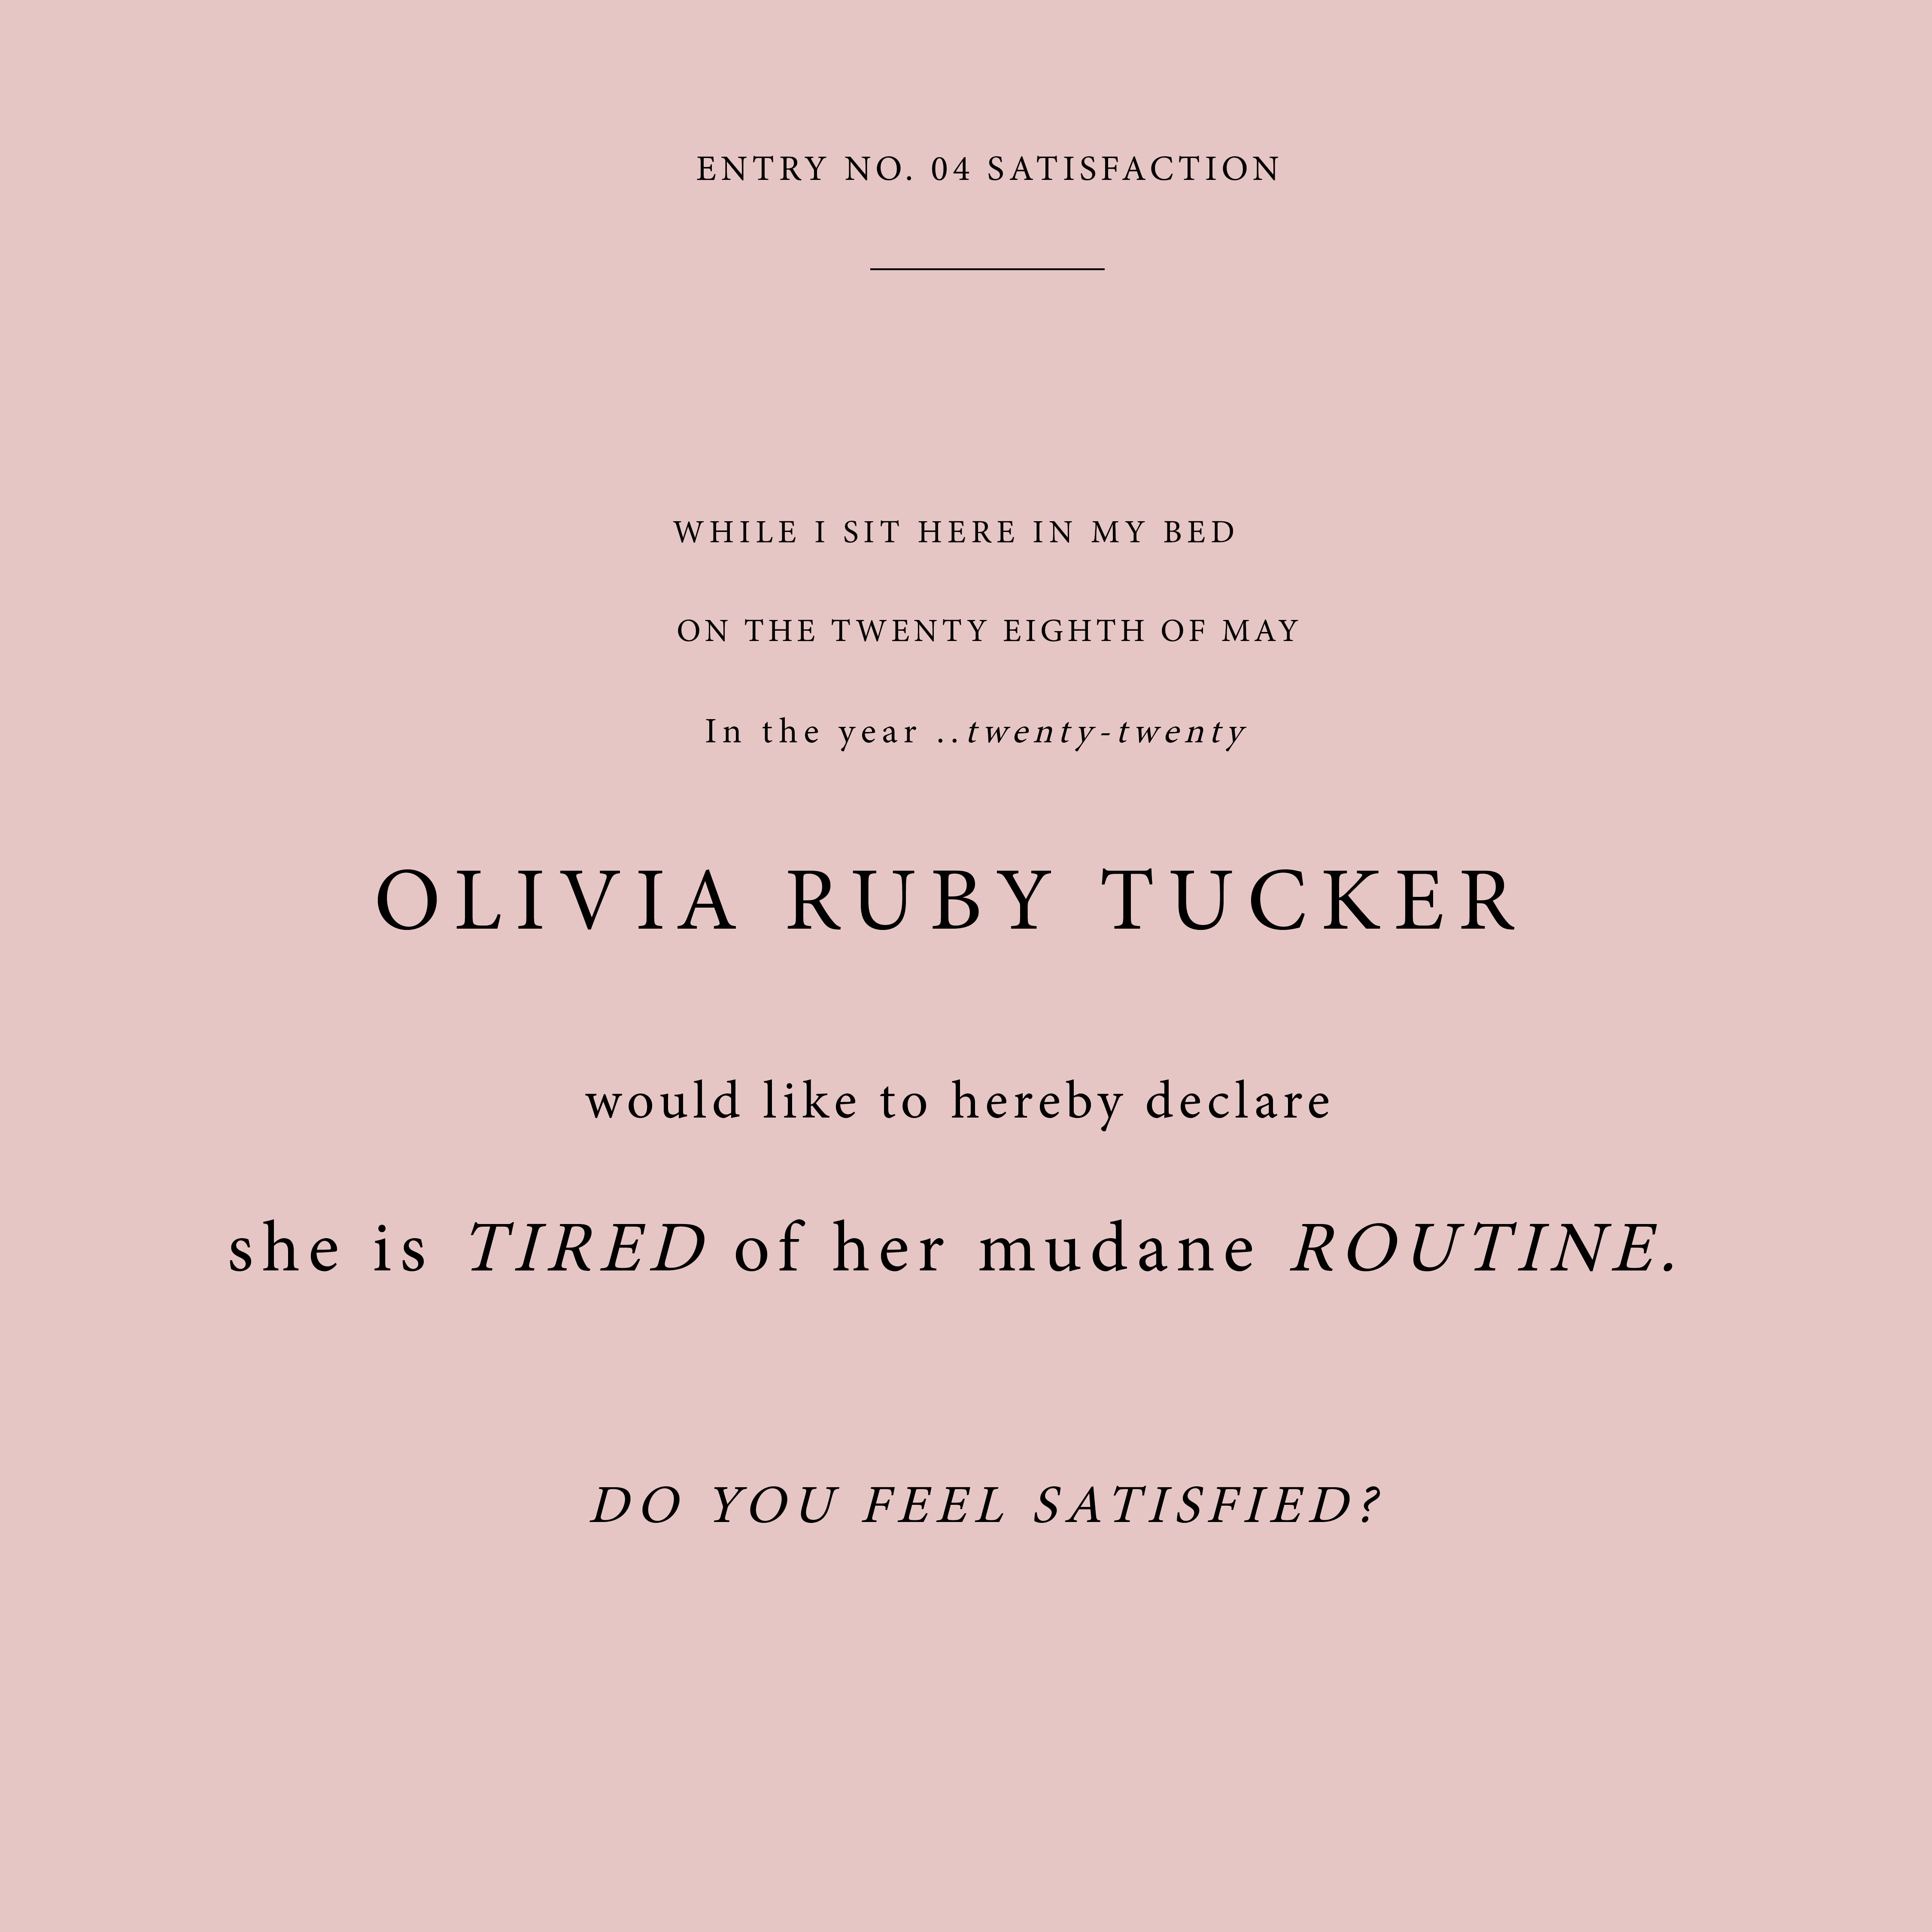 ENTRY NO. 04 SATISFACTION
WHILE I SIT HERE IN MY BED
ON THE TWENTY EIGHTH OF MAY
In the year ..twenty-twenty
OLIVIA RUBY TUCKER
would like to hereby declare
she is TIRED of her mudane ROUTINE.
DO YOU FEEL SATISFIED?